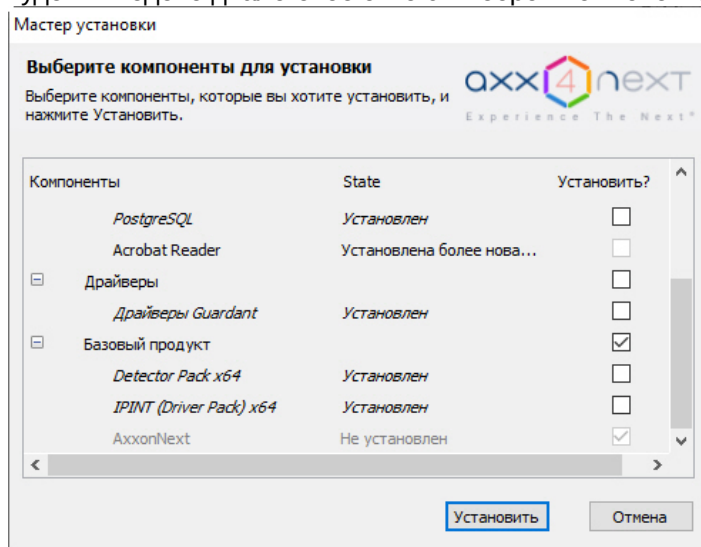 Мастер установки
Выберите компоненты для установки
Выберите компоненты, которые вы хотите установить, и
нажмите Установить.
axx4next
Experience The Next®
Компоненты State Установить?
PostgreSQL Установлен
Acrobat Reader Установлена более нова...
Драйверы
Драйверы Guardant Установлен
Базовый продукт
Detector Pack x64 Установлен
IPINT (Driver Pack) x64 Установлен
AxxonNext Не установлен
Установить Отмена